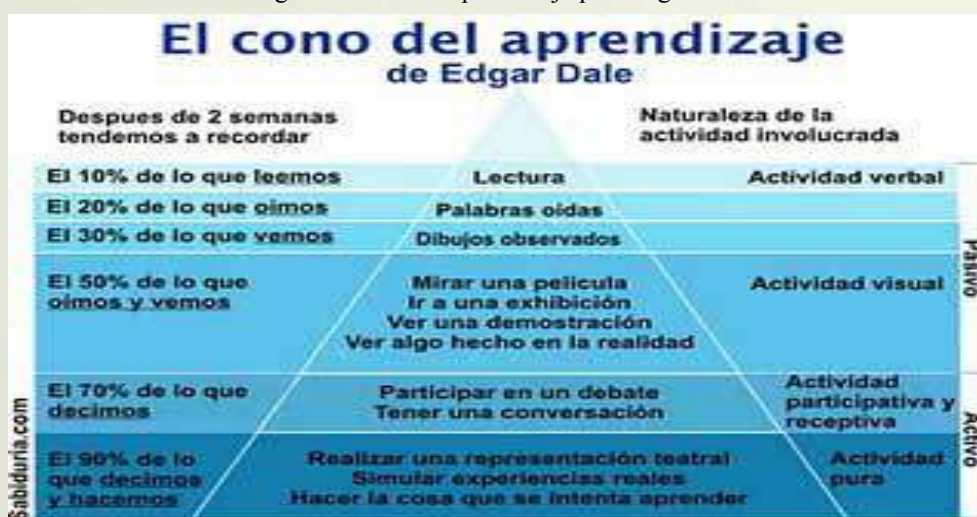 El cono del aprendizaje
de Edgar Dale
Despues de 2 semanas
tendemos a recordar
Naturaleza de la
actividad involucrada
El 10% de lo que leemos
Lectura
Actividad verbal
El 20% de lo que oimos
Palabras oidas
El 30% de lo que vemos
Dibujos observados
El 50% de lo que
oimos y vemos
Mirar una pelicula
Ir a una exhibición
Ver una demostración
Ver algo hecho en la realidad
Actividad visual
El 70% de lo que
decimos
Participar en un debate
Tener una conversación
Actividad
participativa y
receptiva
El 90% de lo
que decimos
y hacemos
Realizar una representación teatral
Simular experiencias reales
Hacer la cosa que se intenta aprender
Actividad
pura
Activo
Sabiduria.com